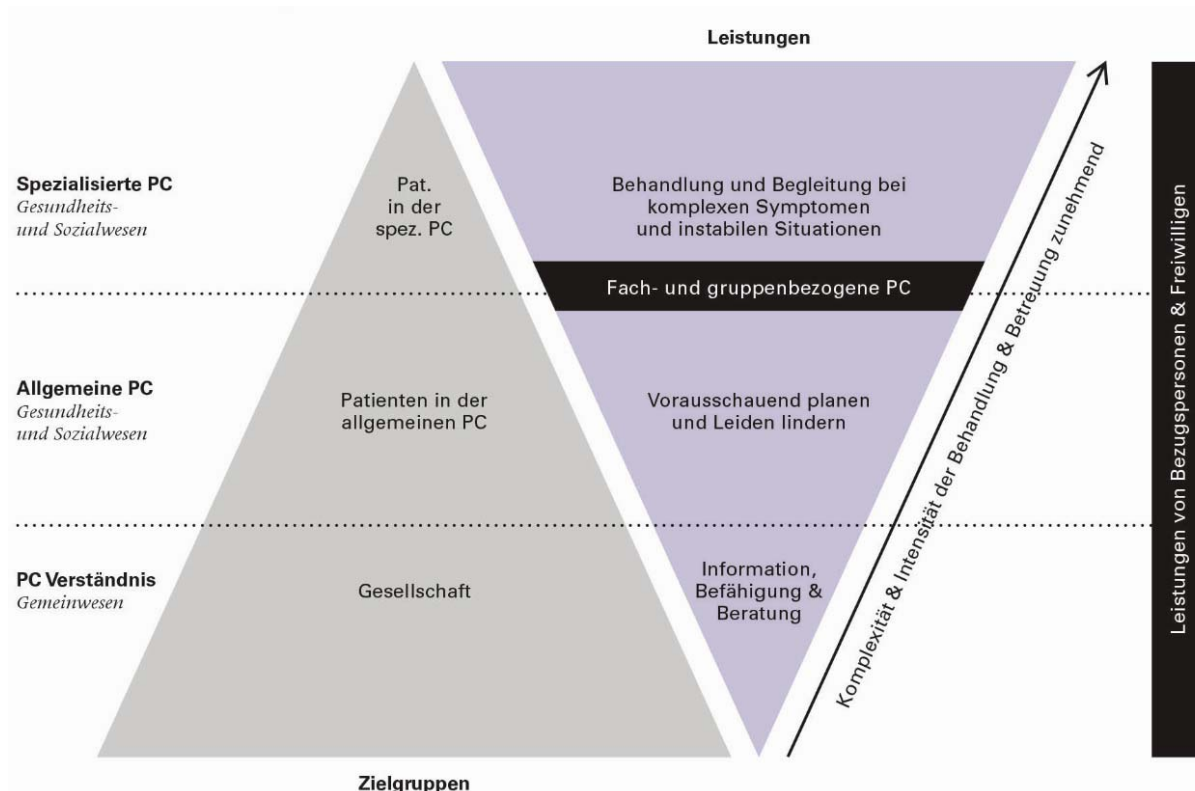 Leistungen
Spezialisierte PC
Gesundheits-
und Sozialwesen
Pat.
in der
spez. PC
Behandlung und Begleitung bei
komplexen Symptomen
und instabilen Situationen
Fach- und gruppenbezogene PC
Allgemeine PC
Gesundheits-
und Sozialwesen
Patienten in der
allgemeinen PC
Vorausschauend planen
und Leiden lindern
PC Verständnis
Gemeinwesen
Gesellschaft
Information,
Befähigung &
Beratung
Komplexität & Intensität der Behandlung & Betreuung zunehmend
Leistungen von Bezugspersonen & Freiwilligen
Zielgruppen